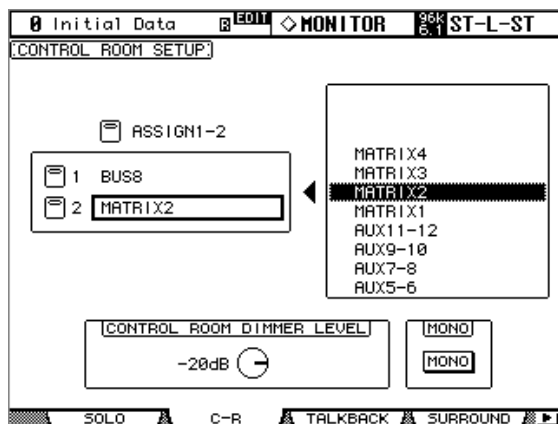 0 Initial Data R EDIT ◇MONITOR 96k 6.1 ST-L-ST
CONTROL ROOM SETUP
ASSIGN1-2
1 BUS8
2 MATRIX2
MATRIX4
MATRIX3
MATRIX2
MATRIX1
AUX11-12
AUX9-10
AUX7-8
AUX5-6
CONTROL ROOM DIMMER LEVEL
-20dB
MONO
MONO
SOLO C-R TALKBACK SURROUND